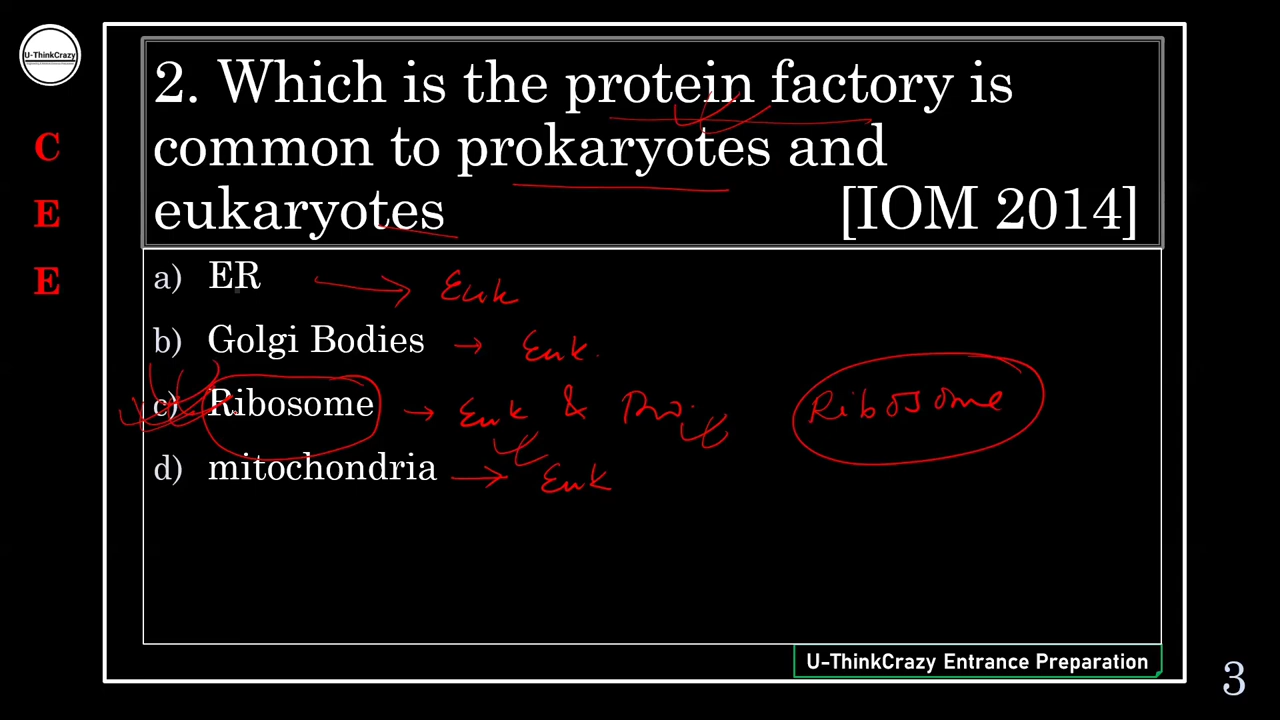 U-ThinkCrazy
C
E
E
2. Which is the protein factory is
common to prokaryotes and
eukaryotes [IOM 2014]
a) ER → Euk
b) Golgi Bodies → Euk.
c) Ribosome → Euk & Pro. Ribosome
d) mitochondria → Euk
U-ThinkCrazy Entrance Preparation
3